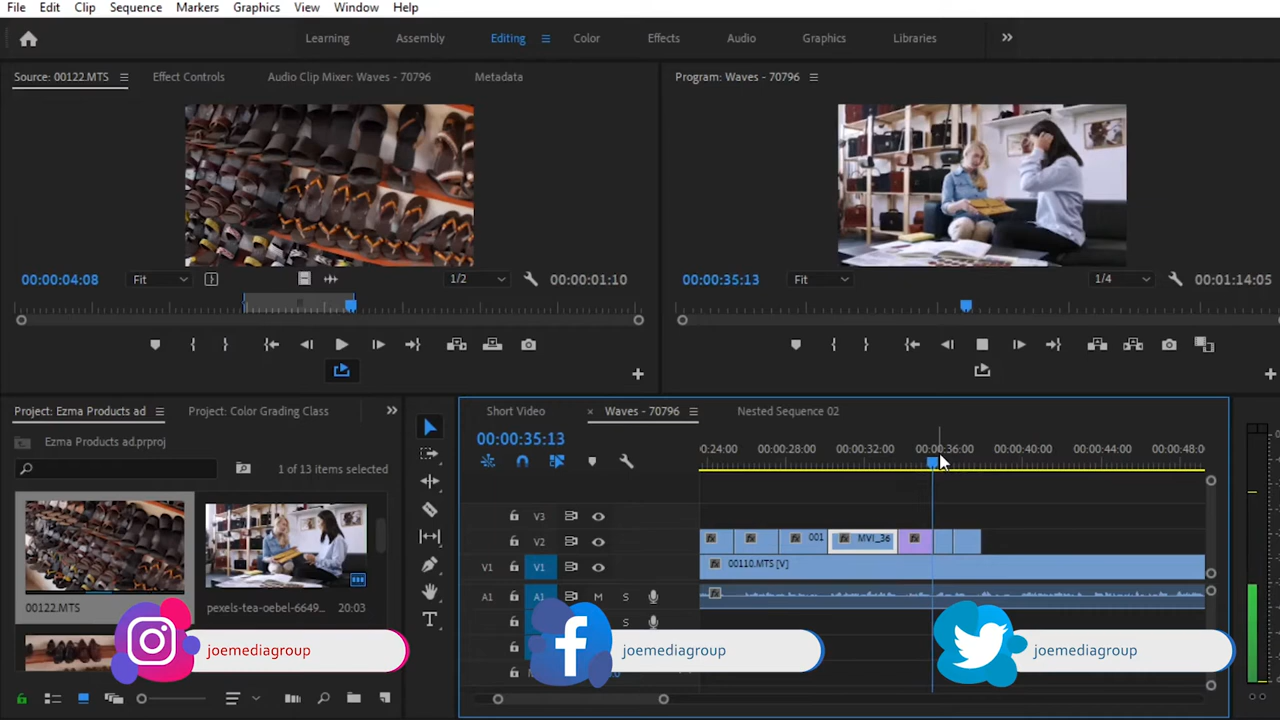 File Edit Clip Sequence Markers Graphics View Window Help
Learning Assembly Editing Color Effects Audio Graphics Libraries
Source: 00122.MTS Effect Controls Audio Clip Mixer: Waves - 70796 Metadata
Program: Waves - 70796
00:00:04:08 Fit 1/2 00:00:01:10
00:00:35:13 Fit 1/4 00:01:14:05
Project: Ezma Products ad Project: Color Grading Class
Ezma Products ad.prproj
1 of 13 items selected
00122.MTS
pexels-tea-oebel-6649... 20:03
Short Video Waves - 70796 Nested Sequence 02
00:00:35:13
0:24:00 00:00:28:00 00:00:32:00 00:00:36:00 00:00:40:00 00:00:44:00 00:00:48:0
V3
V2 001 MVI_36
V1 V1 00110.MTS [V]
A1 A1 M S
S
joemediagroup joemediagroup joemediagroup